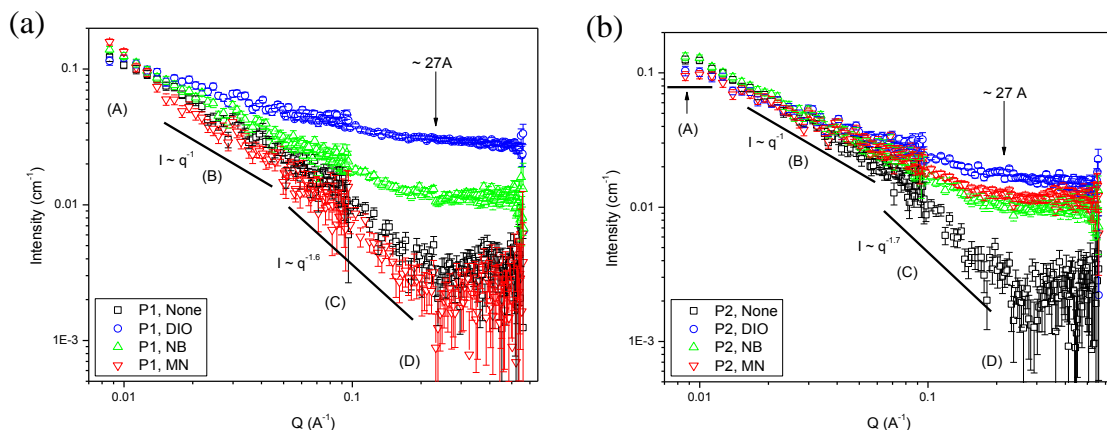 (a)
0.1
0.01
1E-3
Intensity (cm-1)
(A)
I ~ q-1
(B)
~ 27A
I ~ q-1.6
(C)
(D)
P1, None
P1, DIO
P1, NB
P1, MN
0.01
0.1
Q (A-1)
(b)
0.1
0.01
1E-3
Intensity (cm-1)
(A)
I ~ q-1
(B)
~ 27 A
I ~ q-1.7
(C)
(D)
P2, None
P2, DIO
P2, NB
P2, MN
0.01
0.1
Q (A-1)